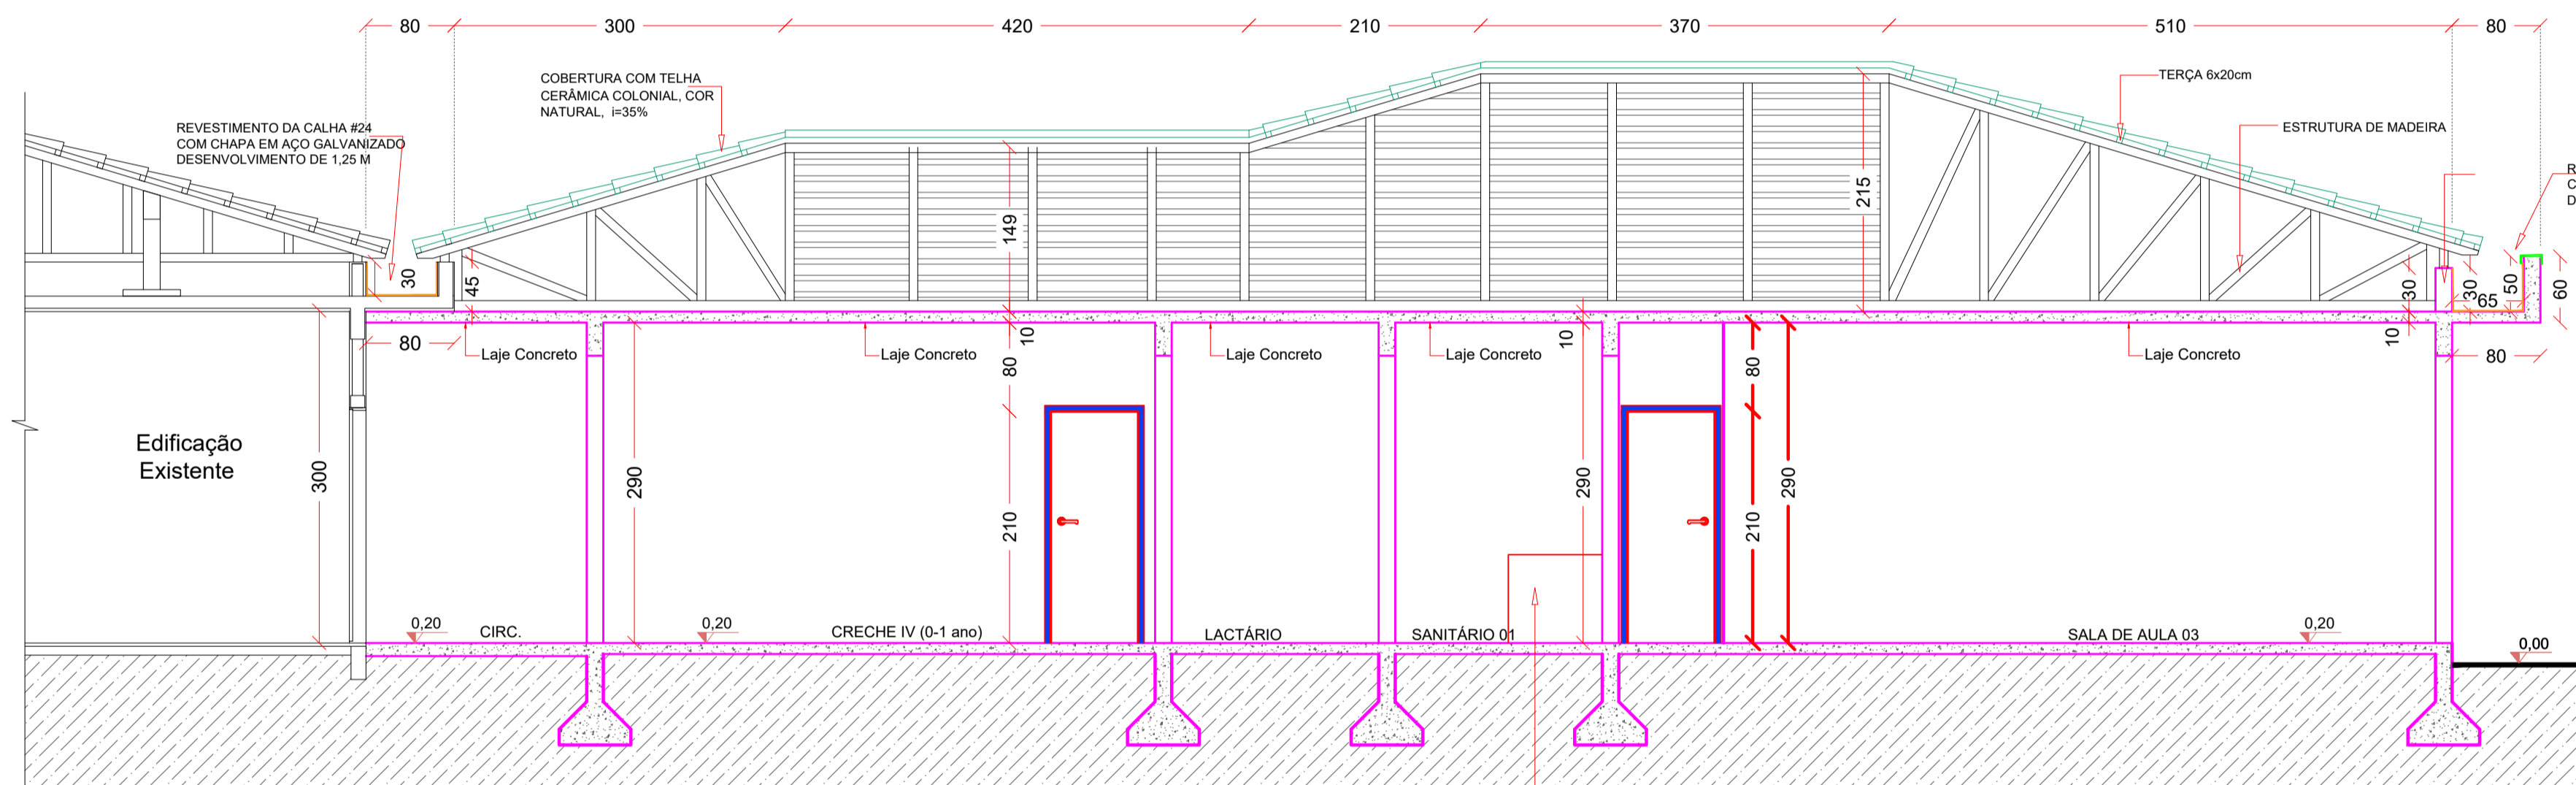 80
300
420
210
370
510
80
COBERTURA COM TELHA
CERÂMICA COLONIAL, COR
NATURAL, i=35%
TERÇA 6x20cm
REVESTIMENTO DA CALHA #24
COM CHAPA EM AÇO GALVANIZADO
DESENVOLVIMENTO DE 1,25 M
ESTRUTURA DE MADEIRA
R
C
D
149
215
30
45
30
30
50
65
60
80
Laje Concreto
Laje Concreto
10
80
Laje Concreto
Laje Concreto
10
80
Laje Concreto
10
80
Edificação
Existente
300
290
210
290
210
290
0,20
CIRC.
0,20
CRECHE IV (0-1 ano)
LACTÁRIO
SANITÁRIO 01
SALA DE AULA 03
0,20
0,00